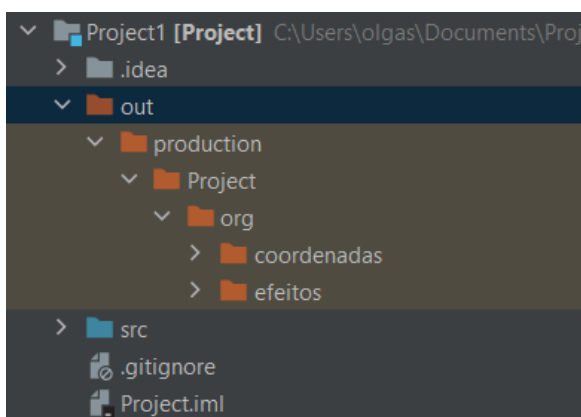 Project1 [Project] C:\Users\olgas\Documents\Proj
.idea
out
production
Project
org
coordenadas
efeitos
src
.gitignore
Project.iml